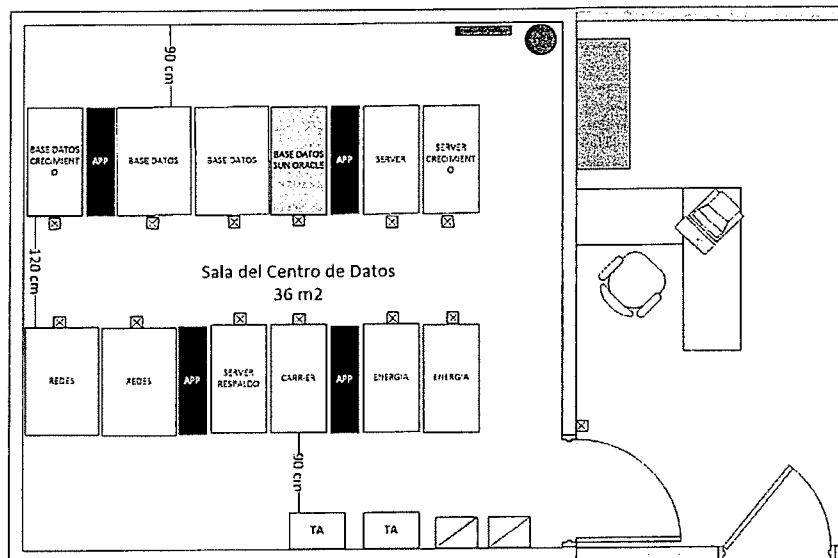 90 cm
BASE DATOS
CRECIMIENT
O
APP
BASE DATOS
BASE DATOS
BASE DATOS
SUN ORACLE
APP
SERVER
SERVER
CRECIMIENT
O
120 cm
Sala del Centro de Datos
36 m2
REDES
REDES
APP
SERVER
RESPALDO
CARRIER
APP
ENERGIA
ENERGIA
90 cm
TA
TA